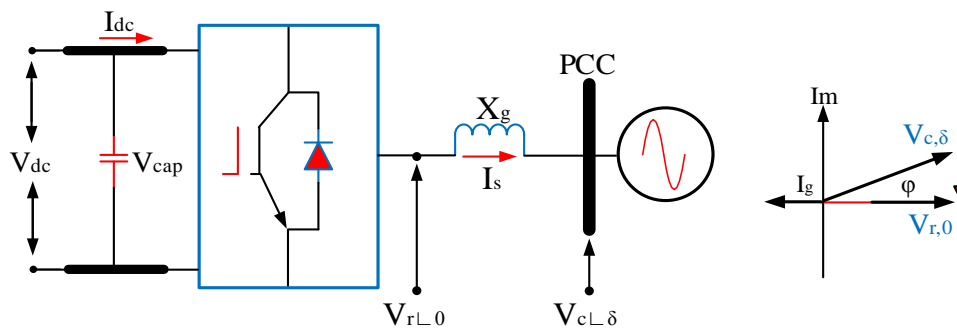 Idc
PCC
Xg
Im
Vc,δ
Vdc
Vcap
Is
Ig
φ
Vr,0
Vr∟0
Vc∟δ